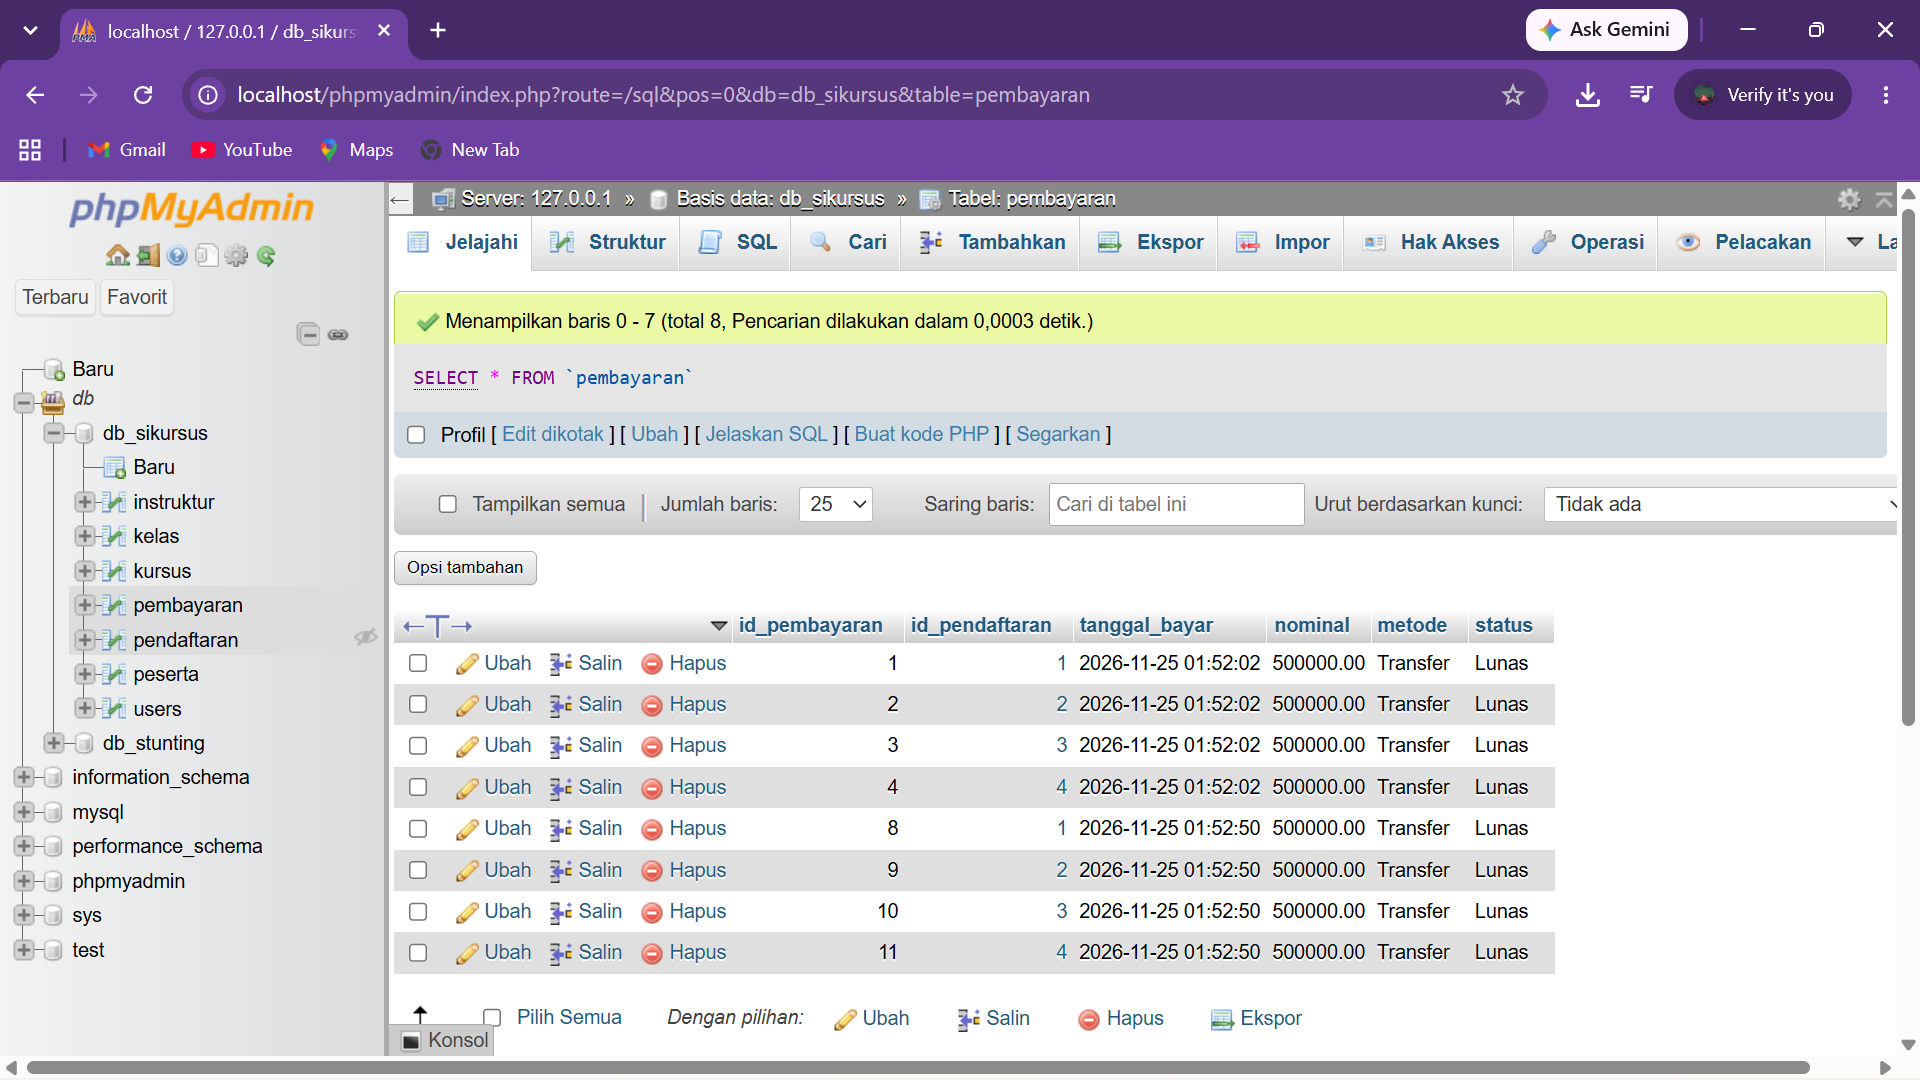 localhost / 127.0.0.1 / db_sikurs
Ask Gemini
localhost/phpmyadmin/index.php?route=/sql&pos=0&db=db_sikursus&table=pembayaran
Verify it's you
Gmail
YouTube
Maps
New Tab
phpMyAdmin
Terbaru
Favorit
Baru
db
db_sikursus
Baru
instruktur
kelas
kursus
pembayaran
pendaftaran
peserta
users
db_stunting
information_schema
mysql
performance_schema
phpmyadmin
sys
test
Server: 127.0.0.1 » Basis data: db_sikursus » Tabel: pembayaran
Jelajahi Struktur SQL Cari Tambahkan Ekspor Impor Hak Akses Operasi Pelacakan La
Menampilkan baris 0 - 7 (total 8, Pencarian dilakukan dalam 0,0003 detik.)
SELECT * FROM `pembayaran`
Profil [ Edit dikotak ] [ Ubah ] [ Jelaskan SQL ] [ Buat kode PHP ] [ Segarkan ]
Tampilkan semua | Jumlah baris: 25 Saring baris: Cari di tabel ini Urut berdasarkan kunci: Tidak ada
Opsi tambahan
←T→ id_pembayaran id_pendaftaran tanggal_bayar nominal metode status
Ubah Salin Hapus 1 1 2026-11-25 01:52:02 500000.00 Transfer Lunas
Ubah Salin Hapus 2 2 2026-11-25 01:52:02 500000.00 Transfer Lunas
Ubah Salin Hapus 3 3 2026-11-25 01:52:02 500000.00 Transfer Lunas
Ubah Salin Hapus 4 4 2026-11-25 01:52:02 500000.00 Transfer Lunas
Ubah Salin Hapus 8 1 2026-11-25 01:52:50 500000.00 Transfer Lunas
Ubah Salin Hapus 9 2 2026-11-25 01:52:50 500000.00 Transfer Lunas
Ubah Salin Hapus 10 3 2026-11-25 01:52:50 500000.00 Transfer Lunas
Ubah Salin Hapus 11 4 2026-11-25 01:52:50 500000.00 Transfer Lunas
Pilih Semua Dengan pilihan: Ubah Salin Hapus Ekspor
Konsol